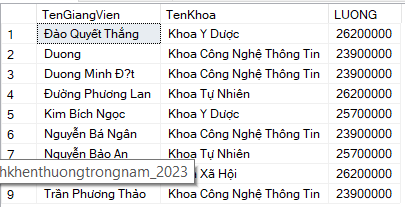 TenGiangVien TenKhoa LUONG
1 Đào Quyết Thắng Khoa Y Dược 26200000
2 Duong Khoa Công Nghệ Thông Tin 23900000
3 Duong Minh Đ?t Khoa Công Nghệ Thông Tin 23900000
4 Đường Phương Lan Khoa Tự Nhiên 26200000
5 Kim Bích Ngọc Khoa Y Dược 25700000
6 Nguyễn Bá Ngân Khoa Công Nghệ Thông Tin 23900000
7 Nguyễn Bảo An Khoa Tự Nhiên 25700000
hkhenthuongtrongnam_2023 Xã Hội 26200000
9 Trần Phương Thảo Khoa Công Nghệ Thông Tin 23900000